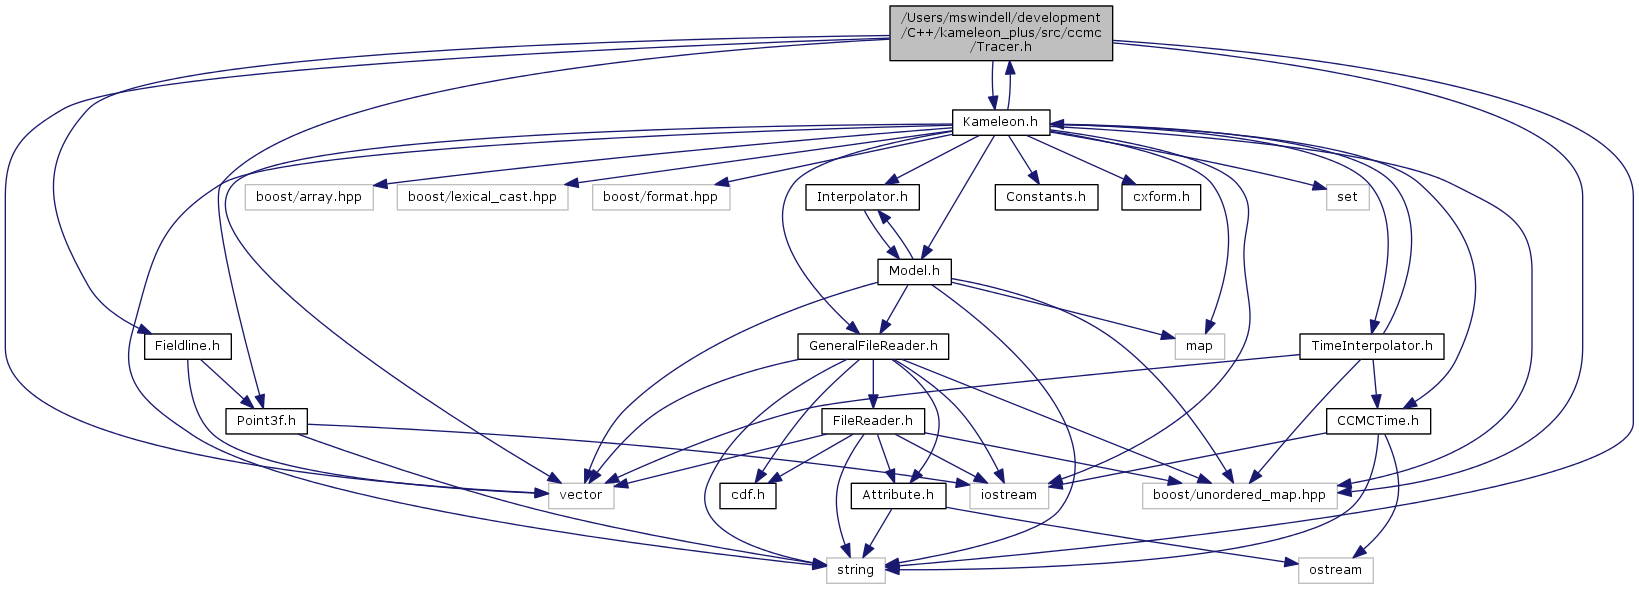 /Users/mswindell/development
/C++/kameleon_plus/src/ccmc
/Tracer.h
Kameleon.h
boost/array.hpp
boost/lexical_cast.hpp
boost/format.hpp
Interpolator.h
Constants.h
cxform.h
set
Model.h
Fieldline.h
GeneralFileReader.h
map
TimeInterpolator.h
Point3f.h
FileReader.h
CCMCTime.h
vector
cdf.h
Attribute.h
iostream
boost/unordered_map.hpp
string
ostream